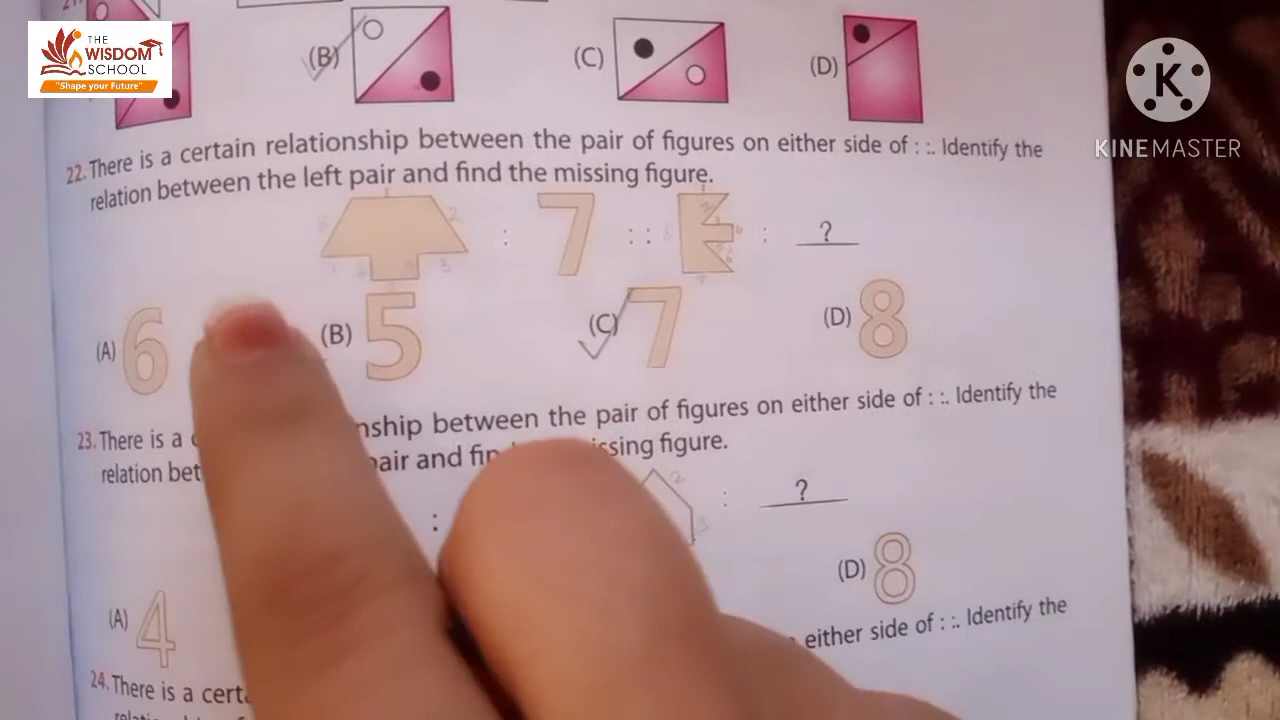 THE
WISDOM
SCHOOL
"Shape your Future"
K
KINEMASTER
(B)
(C)
(D)
22. There is a certain relationship between the pair of figures on either side of : :. Identify the
relation between the left pair and find the missing figure.
: 7 : : : ?
(A) 6 (B) 5 (C) 7 (D) 8
23. There is a nship between the pair of figures on either side of : :. Identify the
relation bet air and fin ssing figure.
: : ?
(A) 4 (D) 8
either side of : :. Identify the
24. There is a cert